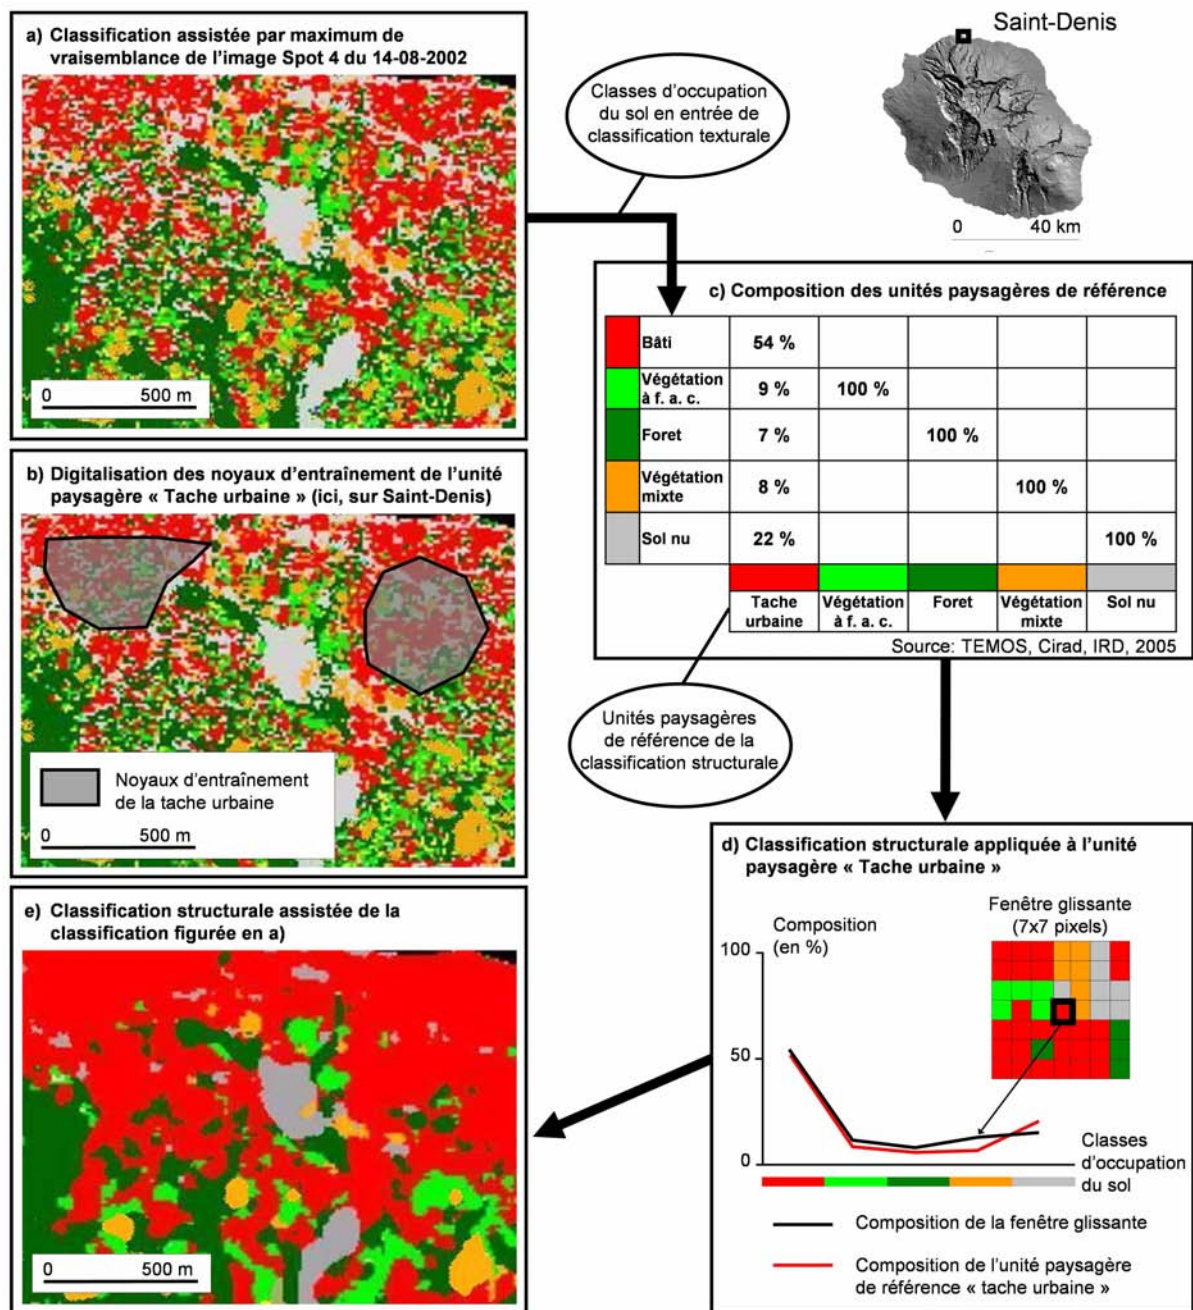 a) Classification assistée par maximum de
vraisemblance de l'image Spot 4 du 14-08-2002
0 500 m
Classes d'occupation
du sol en entrée de
classification texturale
Saint-Denis
0 40 km
b) Digitalisation des noyaux d'entraînement de l'unité
paysagère « Tache urbaine » (ici, sur Saint-Denis)
Noyaux d'entraînement
de la tache urbaine
0 500 m
c) Composition des unités paysagères de référence
Bâti 54 %
Végétation
à f. a. c. 9 % 100 %
Foret 7 % 100 %
Végétation
mixte 8 % 100 %
Sol nu 22 % 100 %
Tache Végétation Foret Végétation Sol nu
urbaine à f. a. c. mixte
Source: TEMOS, Cirad, IRD, 2005
Unités paysagères
de référence de la
classification structurale
d) Classification structurale appliquée à l'unité
paysagère « Tache urbaine »
Composition
(en %)
Fenêtre glissante
(7x7 pixels)
100
50
0
Classes
d'occupation
du sol
Composition de la fenêtre glissante
Composition de l'unité paysagère
de référence « tache urbaine »
e) Classification structurale assistée de la
classification figurée en a)
0 500 m